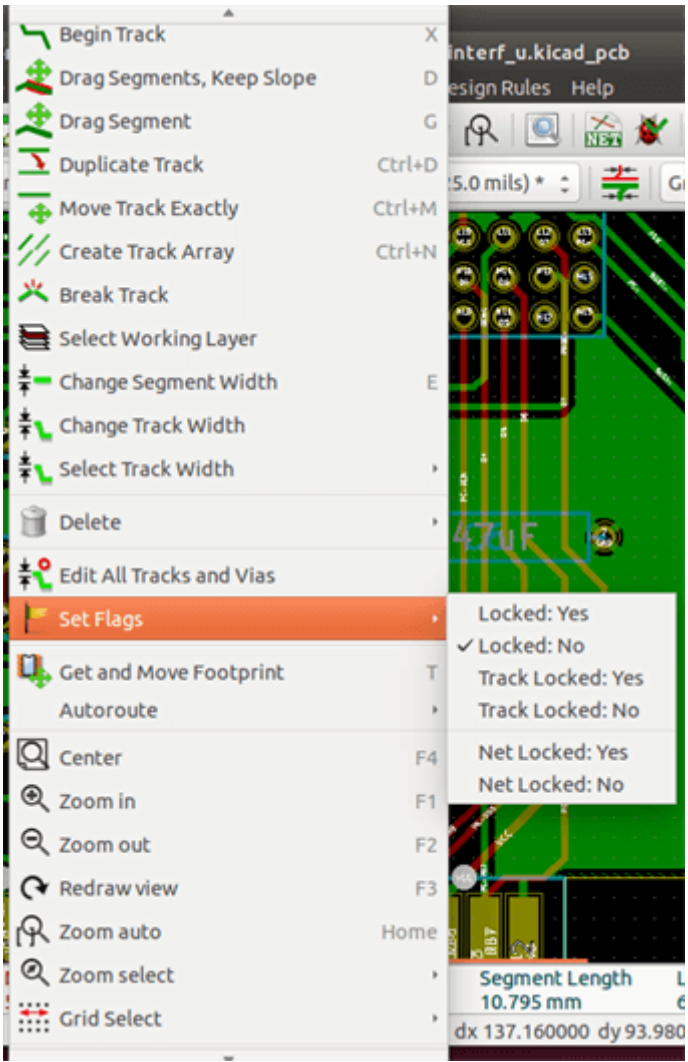 Begin Track X
Drag Segments, Keep Slope D
Drag Segment G
Duplicate Track Ctrl+D
Move Track Exactly Ctrl+M
Create Track Array Ctrl+N
Break Track
Select Working Layer
Change Segment Width E
Change Track Width
Select Track Width
Delete
Edit All Tracks and Vias
Set Flags
Get and Move Footprint T
Autoroute
Center F4
Zoom in F1
Zoom out F2
Redraw view F3
Zoom auto Home
Zoom select
Grid Select
interf_u.kicad_pcb
esign Rules Help
NET
5.0 mils) *
47uF
Locked: Yes
✓ Locked: No
Track Locked: Yes
Track Locked: No
Net Locked: Yes
Net Locked: No
VCC
RB7
Segment Length
10.795 mm
dx 137.160000 dy 93.980